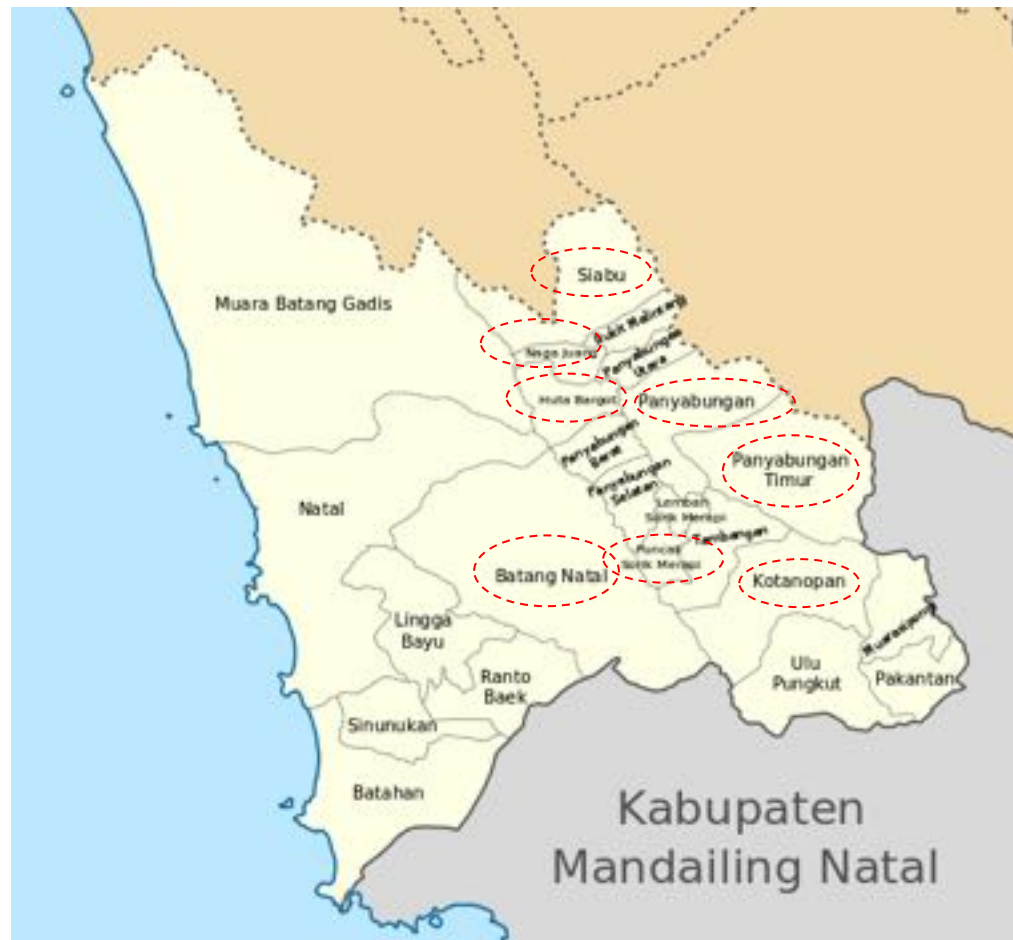 Siabu
Muara Batang Gadis
Bukit Malintang
Naga Juang
Panyabungan
Utara
Huta Bargot
Panyabungan
Panyabungan
Barat
Panyabungan
Timur
Panyabungan
Selatan
Natal
Lembah
Sorik Merapi
Tambangan
Puncak
Sorik Merapi
Batang Natal
Kotanopan
Lingga
Bayu
Muarasipongi
Ulu
Pungkut
Pakantan
Ranto
Baek
Sinunukan
Batahan
Kabupaten
Mandailing Natal